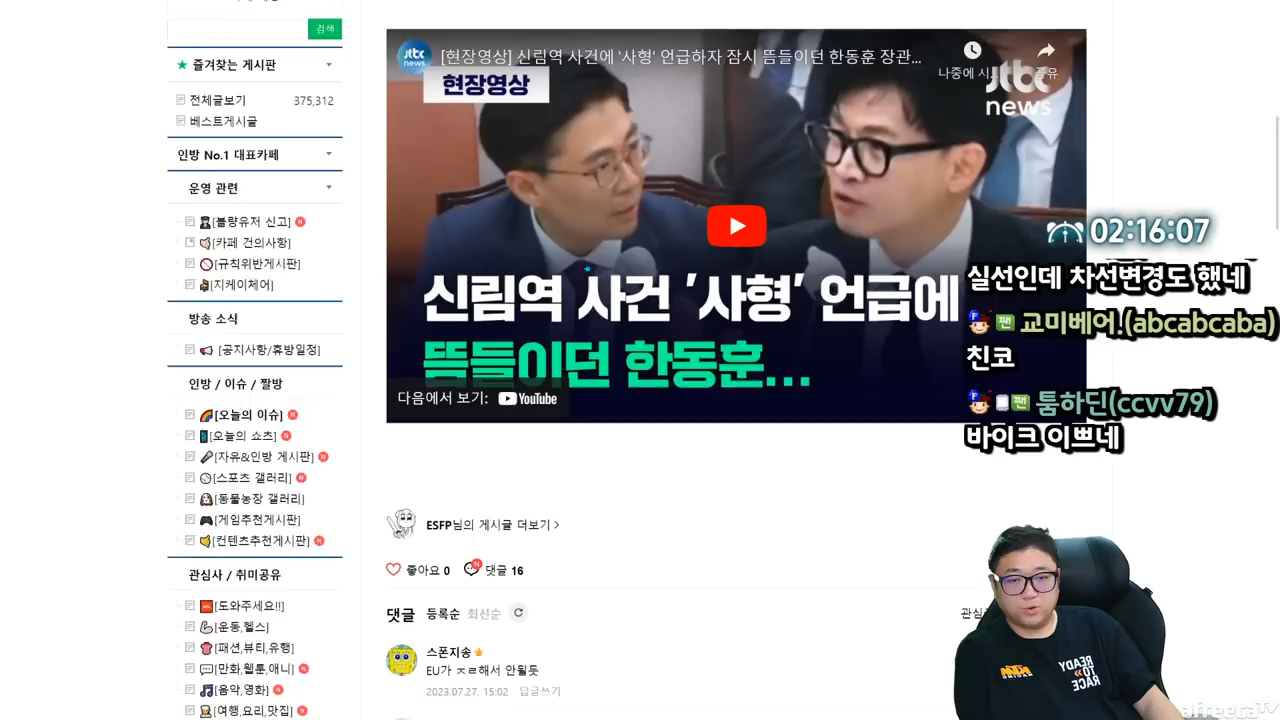 검색
★ 즐겨찾는 게시판
전체글보기 375,312
베스트게시글
인방 No.1 대표카페
운영 관련
[불량유저 신고] N
[카페 건의사항]
[규칙위반게시판]
[지케이체어]
방송 소식
[공지사항/휴방일정]
인방 / 이슈 / 짤방
[오늘의 이슈] N
[오늘의 쇼츠] N
[자유&인방 게시판] N
[스포츠 갤러리] N
[동물농장 갤러리]
[게임추천게시판]
[컨텐츠추천게시판] N
관심사 / 취미공유
[도와주세요!!]
[운동,헬스]
[패션,뷰티,유행]
[만화,웹툰,애니] N
[음악,영화] N
[여행,요리,맛집] N
jtbc news
[현장영상] 신림역 사건에 '사형' 언급하자 잠시 뜸들이던 한동훈 장관...
나중에 시...
공유
현장영상
jtbc
news
신림역 사건 '사형' 언급에
뜸들이던 한동훈...
다음에서 보기: YouTube
ESFP님의 게시글 더보기 >
좋아요 0 N 댓글 16
댓글 등록순 최신순
스폰지송
EU가 ㅈㄹ해서 안될듯
2023.07.27. 15:02 답글쓰기
02:16:07
실선인데 차선변경도 했네
F 팬 교미베어.(abcabcaba)
친코
F 팬 툼하딘(ccvv79)
바이크 이쁘네
READY
TO
RACE
afreecaTV